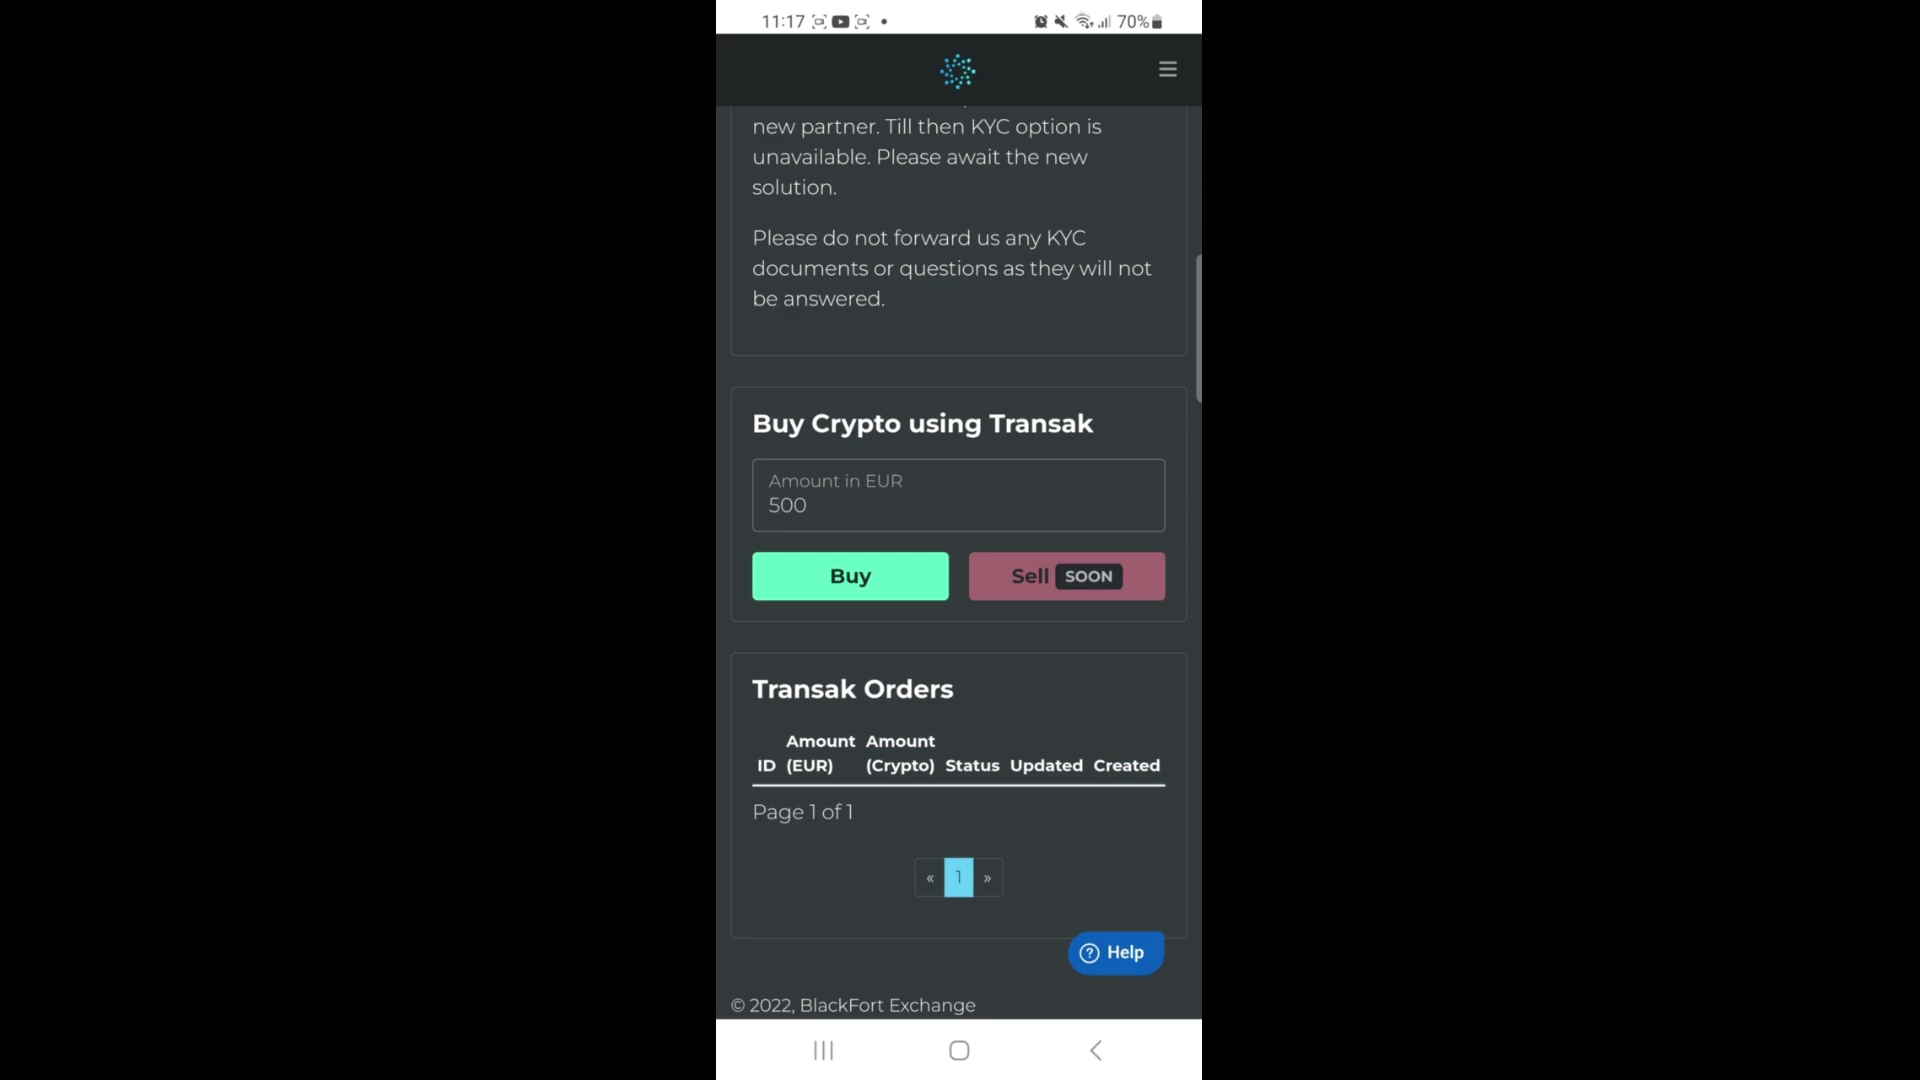 11:17
70%
new partner. Till then KYC option is
unavailable. Please await the new
solution.
Please do not forward us any KYC
documents or questions as they will not
be answered.
Buy Crypto using Transak
Amount in EUR
500
Buy
Sell SOON
Transak Orders
ID Amount (EUR) Amount (Crypto) Status Updated Created
Page 1 of 1
« 1 »
? Help
© 2022, BlackFort Exchange